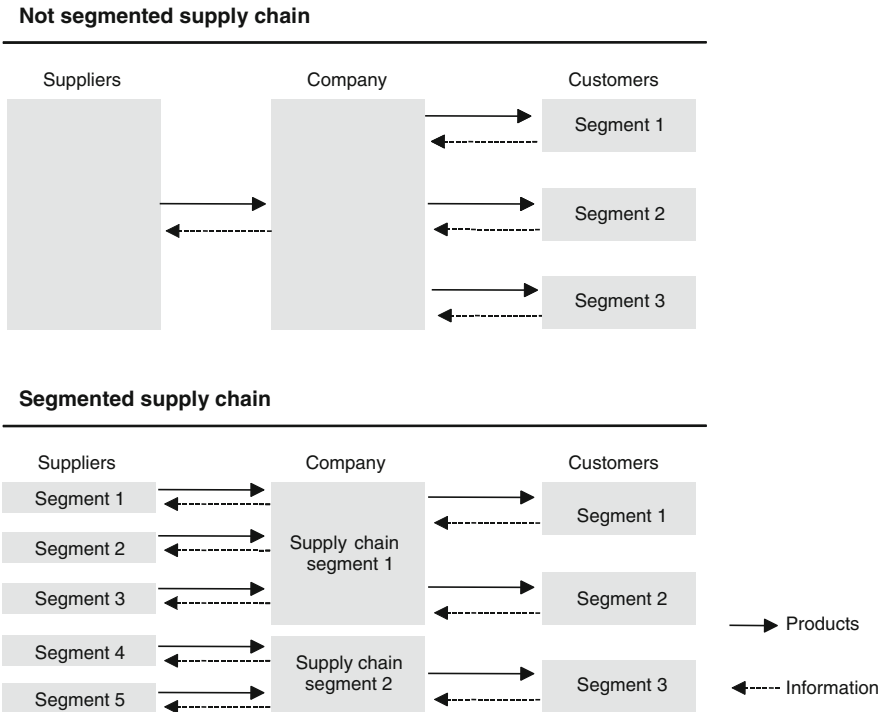 Not segmented supply chain
Suppliers Company Customers
Segment 1
Segment 2
Segment 3
Segmented supply chain
Suppliers Company Customers
Segment 1
Segment 2
Segment 3
Segment 4
Segment 5
Supply chain
segment 1
Supply chain
segment 2
Segment 1
Segment 2
Segment 3
Products
Information